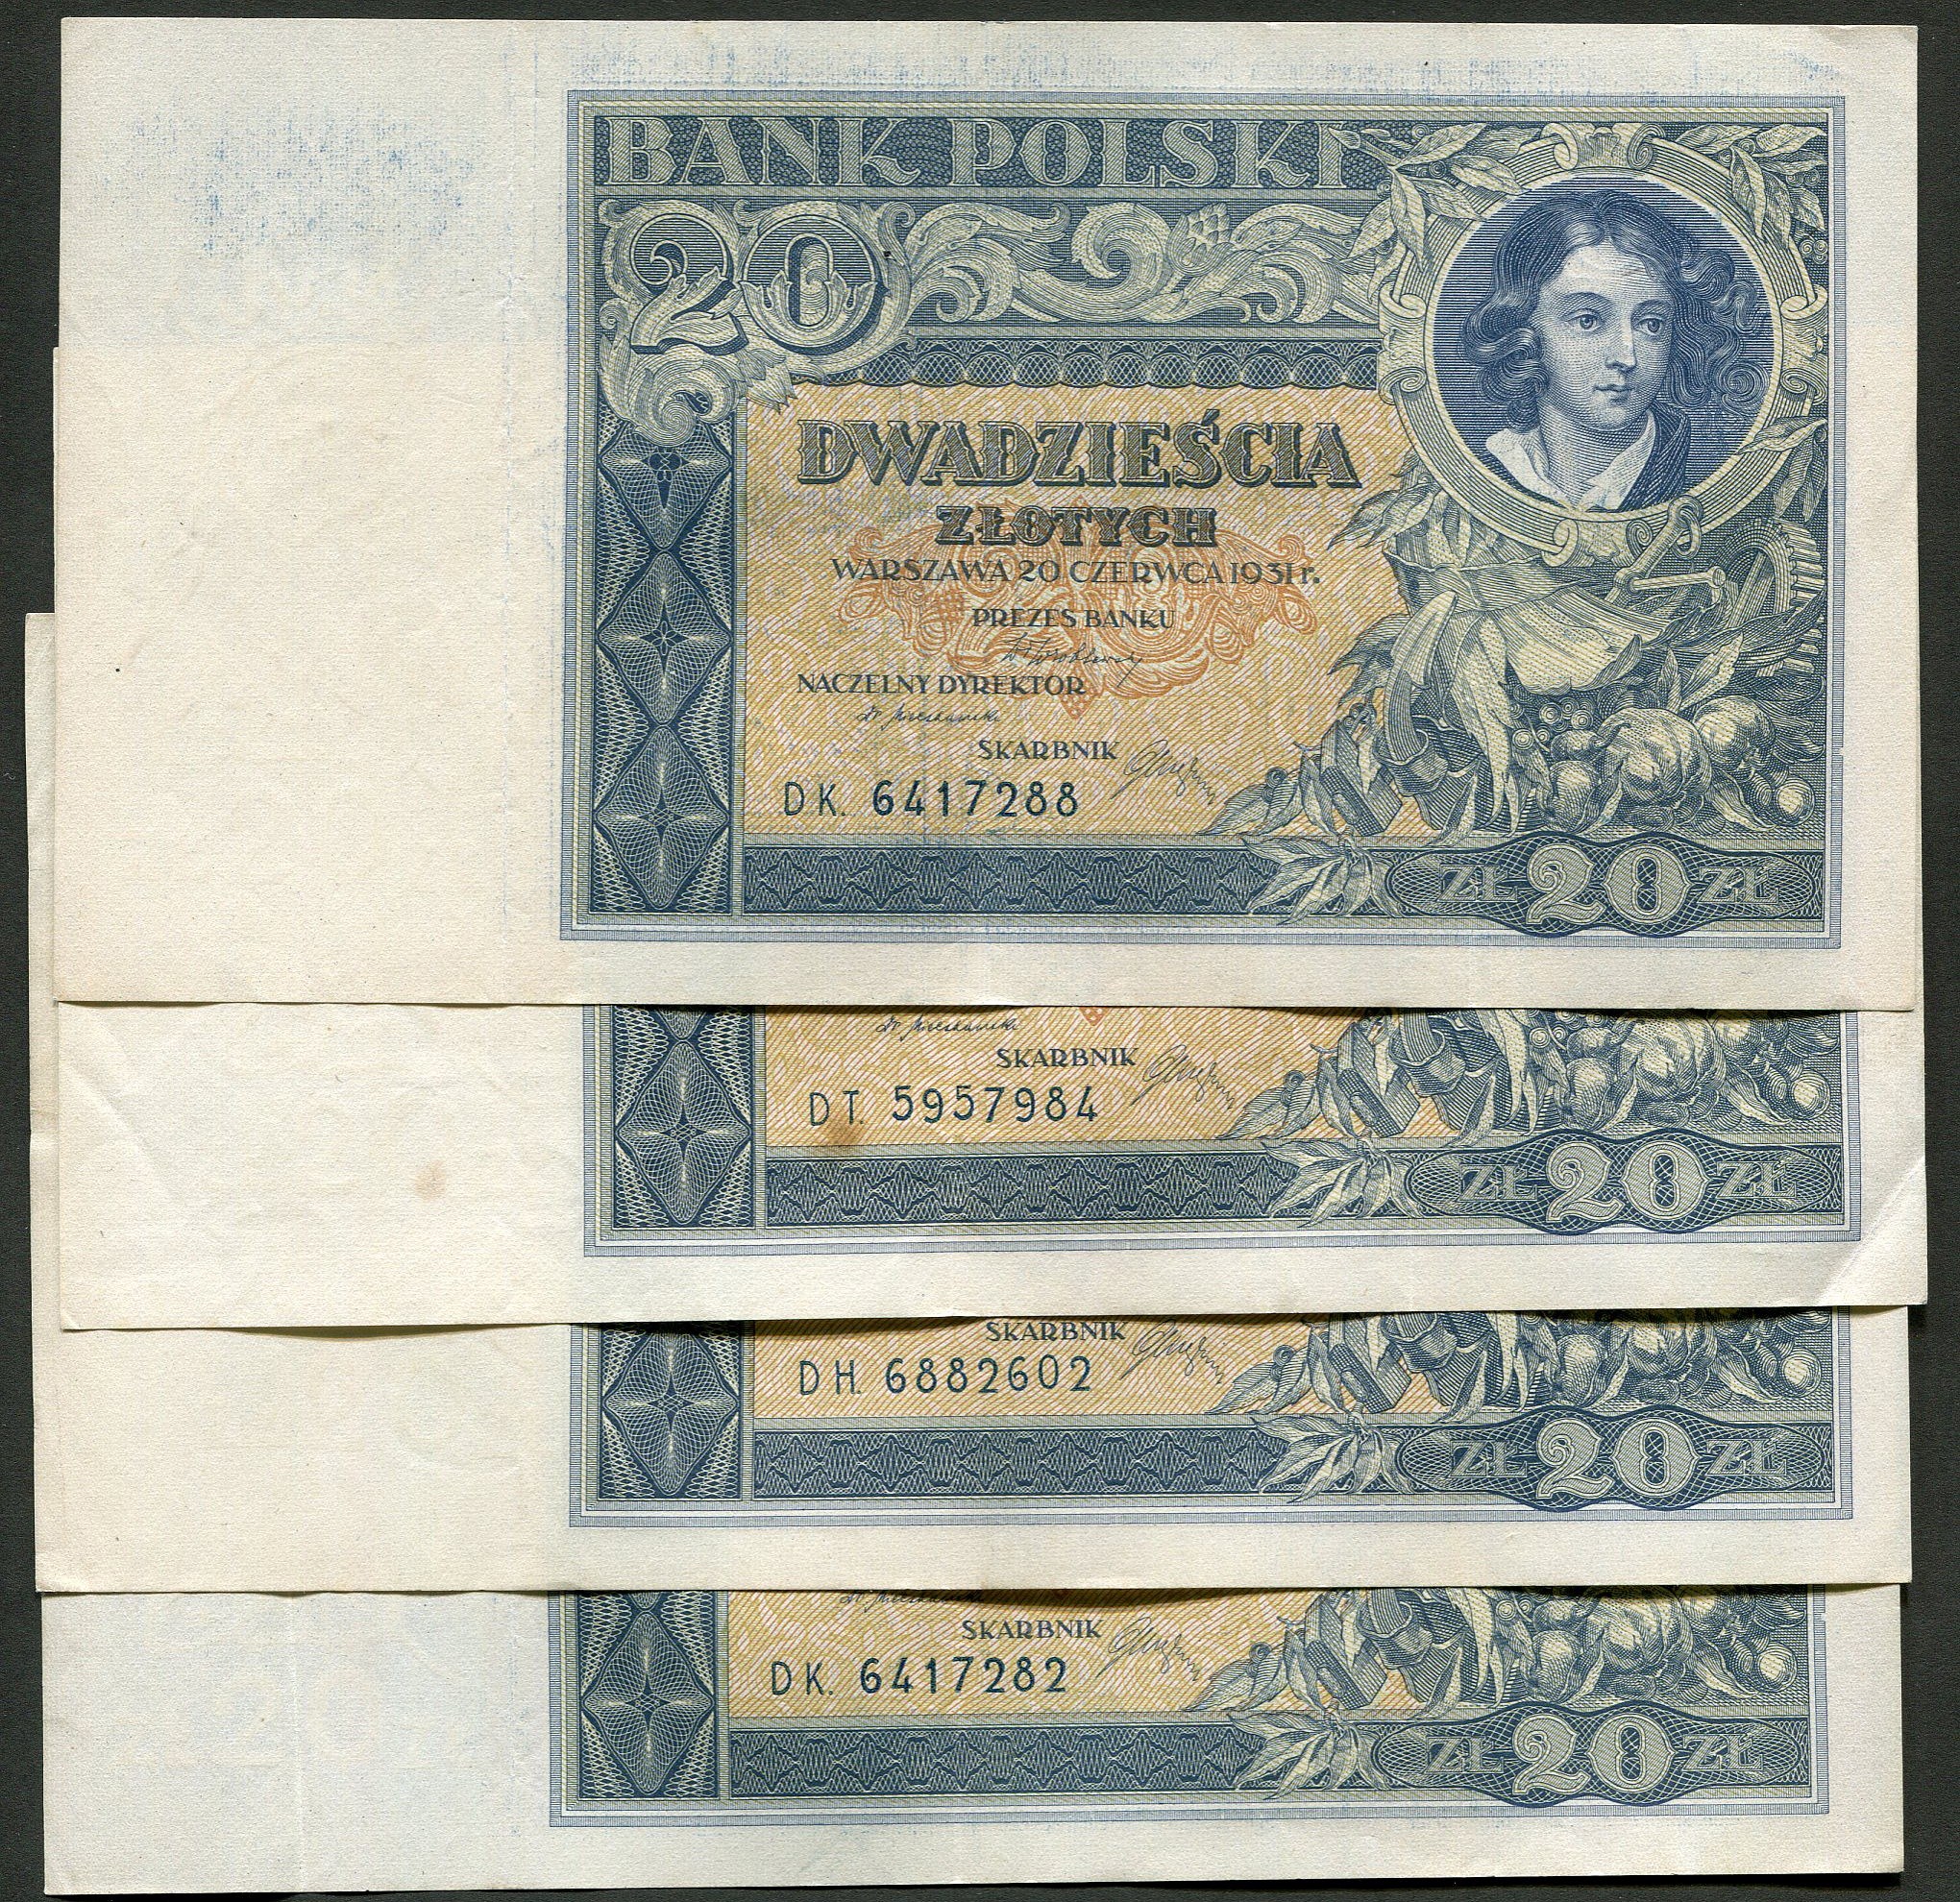 BANK POLSKI
20
DWADZIEŚCIA
ZŁOTYCH
WARSZAWA 20 CZERWCA 1931 r.
PREZES BANKU
NACZELNY DYREKTOR
SKARBNIK
DK. 6417288
ZŁ 20 ZŁ
SKARBNIK
DT. 5957984
ZŁ 20 ZŁ
SKARBNIK
DH. 6882602
ZŁ 20 ZŁ
SKARBNIK
DK. 6417282
ZŁ 20 ZŁ